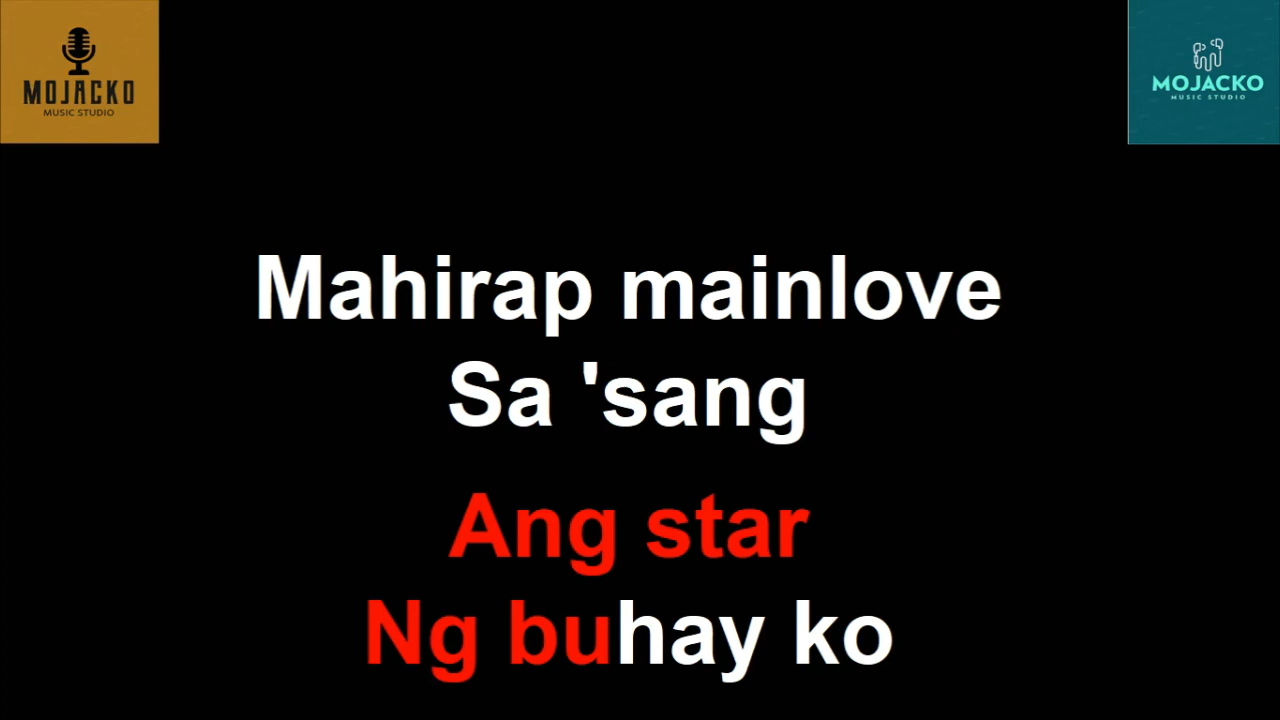 MOJACKO
MUSIC STUDIO
MOJACKO
MUSIC STUDIO
Mahirap mainlove
Sa 'sang
Ang star
Ng buhay ko